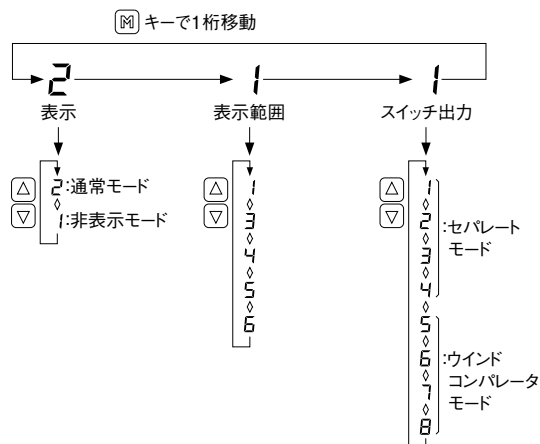 M キーで1桁移動
2 1 1
表示 表示範囲 スイッチ出力
2:通常モード
1:非表示モード
1
3
4
5
6
1
2
3
4
:セパレート
モード
5
6
7
8
:ウインド
コンパレータ
モード